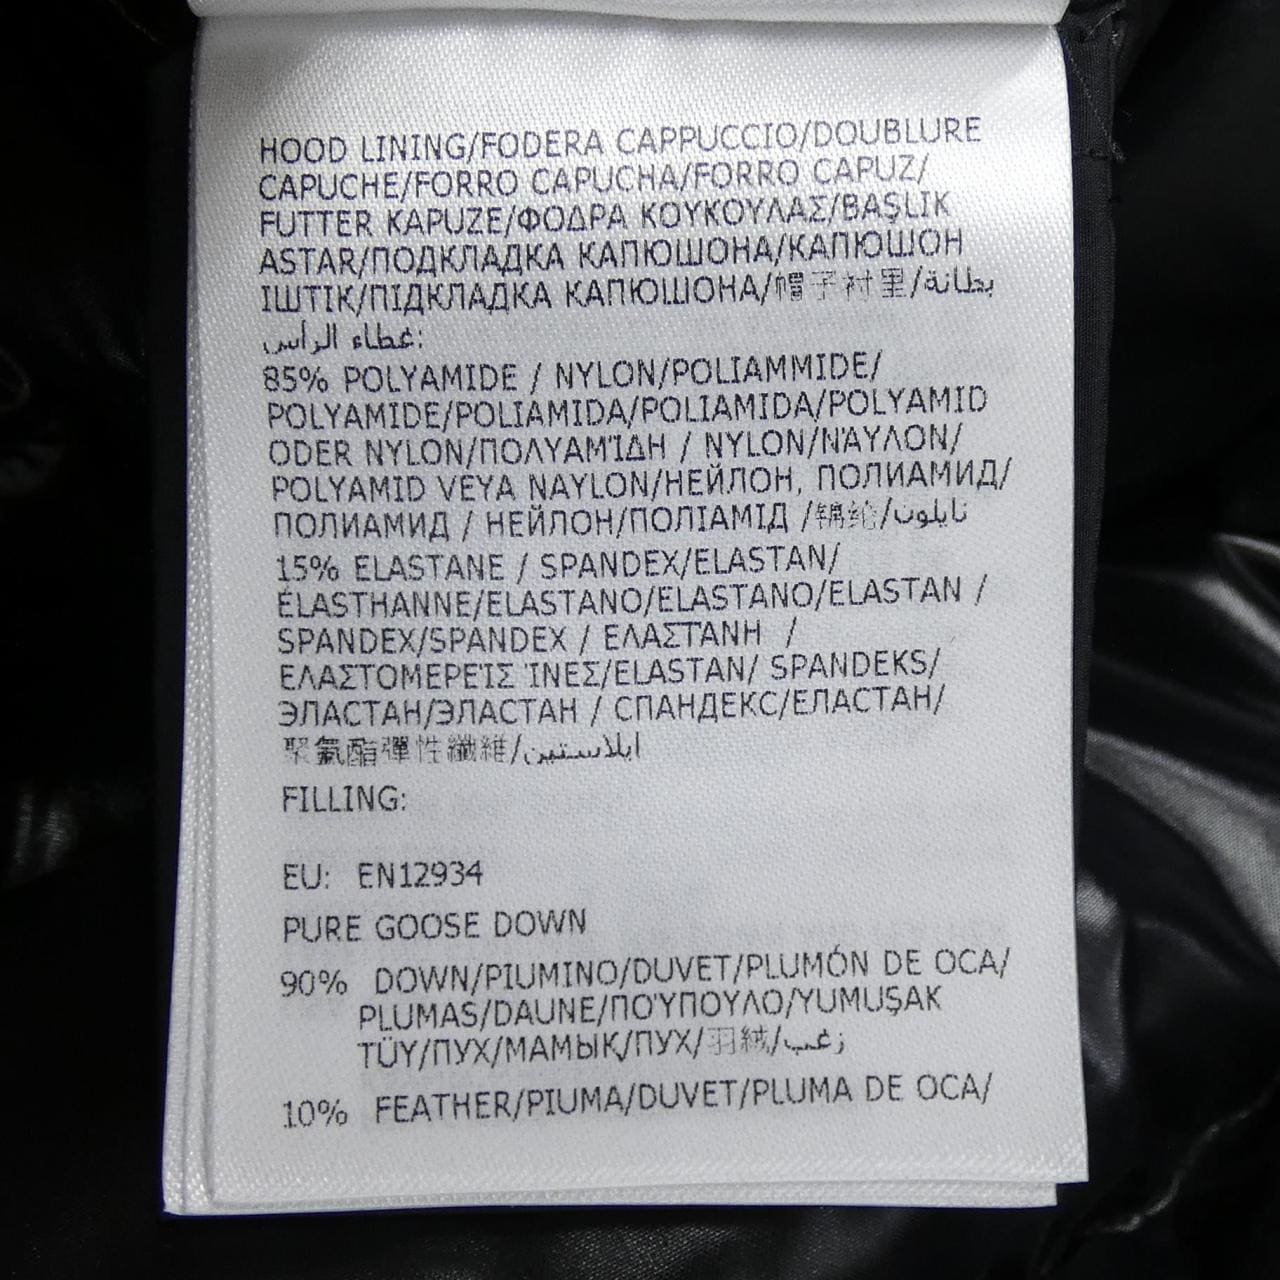 HOOD LINING/FODERA CAPPUCCIO/DOUBLURE
CAPUCHE/FORRO CAPUCHA/FORRO CAPUZ/
FUTTER KAPUZE/ΦΟΔΡΑ ΚΟΥΚΟΥΛΑΣ/BAŞLIK
ASTAR/ПОДКЛАДКА КАПЮШОНА/КАПЮШОН
ІШТІК/ПІДКЛАДКА КАПЮШОНА/帽子衬里/بطانة
غطاء الرأس:
85% POLYAMIDE / NYLON/POLIAMMIDE/
POLYAMIDE/POLIAMIDA/POLIAMIDA/POLYAMID
ODER NYLON/ΠΟΛΥΑΜΊΔΗ / NYLON/ΝΆΥΛΟΝ/
POLYAMID VEYA NAYLON/НЕЙЛОН, ПОЛИАМИД/
ПОЛИАМИД / НЕЙЛОН/ПОЛІАМІД /锦纶/نايلون
15% ELASTANE / SPANDEX/ELASTAN/
ÉLASTHANNE/ELASTANO/ELASTANO/ELASTAN /
SPANDEX/SPANDEX / ΕΛΑΣΤΆΝΗ /
ΕΛΑΣΤΟΜΕΡΕΊΣ ΊΝΕΣ/ELASTAN/ SPANDEKS/
ЭЛАСТАН/ЭЛАСТАН / СПАНДЕКС/ЕЛАСТАН/
聚氨酯彈性纖維/ايلاستين
FILLING:
EU: EN12934
PURE GOOSE DOWN
90% DOWN/PIUMINO/DUVET/PLUMÓN DE OCA/
PLUMAS/DAUNE/ΠΟΎΠΟΥΛΟ/YUMUŞAK
TÜY/ПУХ/МАМЫҚ/ПУХ/羽絨/زغب
10% FEATHER/PIUMA/DUVET/PLUMA DE OCA/